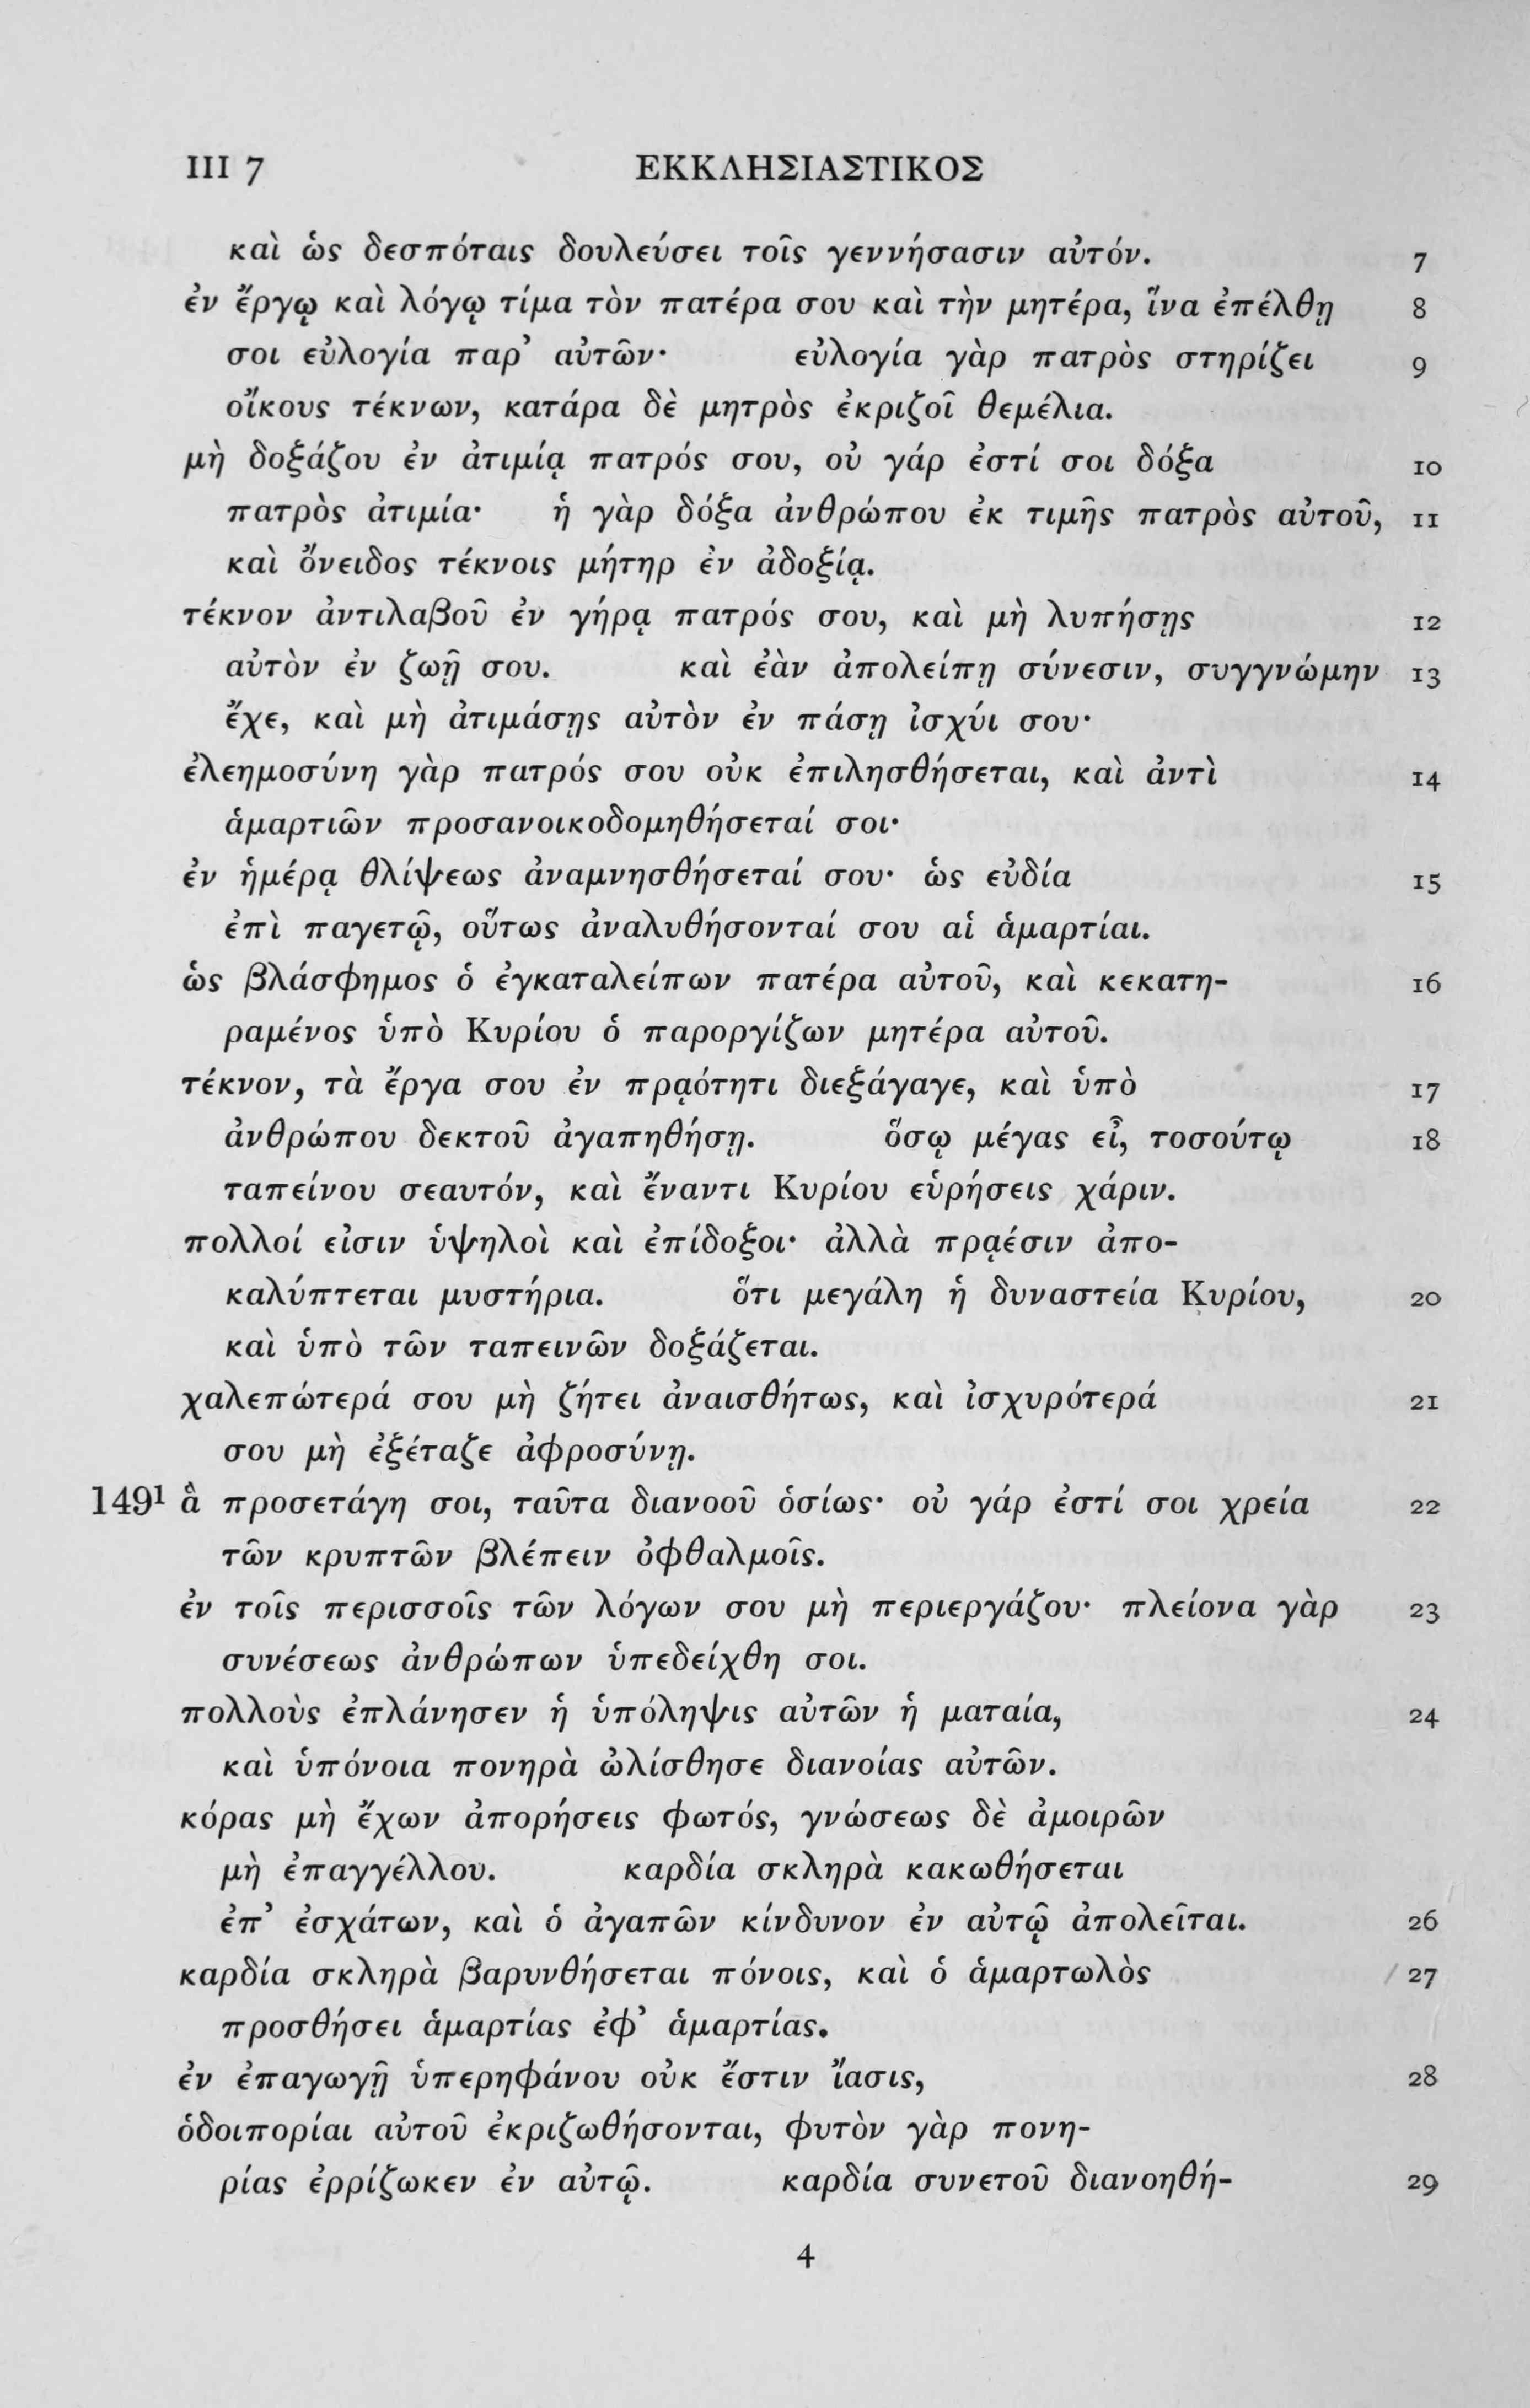 III 7 ΕΚΚΛΗΣΙΑΣΤΙΚΟΣ
καὶ ὡς δεσπόταις δουλεύσει τοῖς γεννήσασιν αὐτόν. 7
ἐν ἔργῳ καὶ λόγῳ τίμα τὸν πατέρα σου καὶ τὴν μητέρα, ἵνα ἐπέλθῃ 8
σοι εὐλογία παρ’ αὐτῶν· εὐλογία γὰρ πατρὸς στηρίζει 9
οἴκους τέκνων, κατάρα δὲ μητρὸς ἐκριζοῖ θεμέλια.
μὴ δοξάζου ἐν ἀτιμίᾳ πατρός σου, οὐ γάρ ἐστί σοι δόξα 10
πατρὸς ἀτιμία· ἡ γὰρ δόξα ἀνθρώπου ἐκ τιμῆς πατρὸς αὐτοῦ, 11
καὶ ὄνειδος τέκνοις μήτηρ ἐν ἀδοξίᾳ.
τέκνον ἀντιλαβοῦ ἐν γήρᾳ πατρός σου, καὶ μὴ λυπήσῃς 12
αὐτὸν ἐν ζωῇ σου. καὶ ἐὰν ἀπολείπῃ σύνεσιν, συγγνώμην 13
ἔχε, καὶ μὴ ἀτιμάσῃς αὐτὸν ἐν πάσῃ ἰσχύι σου·
ἐλεημοσύνη γὰρ πατρός σου οὐκ ἐπιλησθήσεται, καὶ ἀντὶ 14
ἁμαρτιῶν προσανοικοδομηθήσεταί σοι·
ἐν ἡμέρᾳ θλίψεως ἀναμνησθήσεταί σου· ὡς εὐδία 15
ἐπὶ παγετῷ, οὕτως ἀναλυθήσονταί σου αἱ ἁμαρτίαι.
ὡς βλάσφημος ὁ ἐγκαταλείπων πατέρα αὐτοῦ, καὶ κεκατη- 16
ραμένος ὑπὸ Κυρίου ὁ παροργίζων μητέρα αὐτοῦ.
τέκνον, τὰ ἔργα σου ἐν πρᾳότητι διεξάγαγε, καὶ ὑπὸ 17
ἀνθρώπου δεκτοῦ ἀγαπηθήσῃ. ὅσῳ μέγας εἶ, τοσούτῳ 18
ταπείνου σεαυτόν, καὶ ἔναντι Κυρίου εὑρήσεις χάριν.
πολλοί εἰσιν ὑψηλοὶ καὶ ἐπίδοξοι· ἀλλὰ πρᾳέσιν ἀπο-
καλύπτεται μυστήρια. ὅτι μεγάλη ἡ δυναστεία Κυρίου, 20
καὶ ὑπὸ τῶν ταπεινῶν δοξάζεται.
χαλεπώτερά σου μὴ ζήτει ἀναισθήτως, καὶ ἰσχυρότερά 21
σου μὴ ἐξέταζε ἀφροσύνῃ.
149¹ ἃ προσετάγη σοι, ταῦτα διανοοῦ ὁσίως· οὐ γάρ ἐστί σοι χρεία 22
τῶν κρυπτῶν βλέπειν ὀφθαλμοῖς.
ἐν τοῖς περισσοῖς τῶν λόγων σου μὴ περιεργάζου· πλείονα γὰρ 23
συνέσεως ἀνθρώπων ὑπεδείχθη σοι.
πολλοὺς ἐπλάνησεν ἡ ὑπόληψις αὐτῶν ἡ ματαία, 24
καὶ ὑπόνοια πονηρὰ ὠλίσθησε διανοίας αὐτῶν.
κόρας μὴ ἔχων ἀπορήσεις φωτός, γνώσεως δὲ ἀμοιρῶν
μὴ ἐπαγγέλλου. καρδία σκληρὰ κακωθήσεται
ἐπ’ ἐσχάτων, καὶ ὁ ἀγαπῶν κίνδυνον ἐν αὐτῷ ἀπολεῖται. 26
καρδία σκληρὰ βαρυνθήσεται πόνοις, καὶ ὁ ἁμαρτωλὸς 27
προσθήσει ἁμαρτίας ἐφ’ ἁμαρτίας.
ἐν ἐπαγωγῇ ὑπερηφάνου οὐκ ἔστιν ἴασις, 28
ὁδοιπορίαι αὐτοῦ ἐκριζωθήσονται, φυτὸν γὰρ πονη-
ρίας ἐρρίζωκεν ἐν αὐτῷ. καρδία συνετοῦ διανοηθή- 29
4